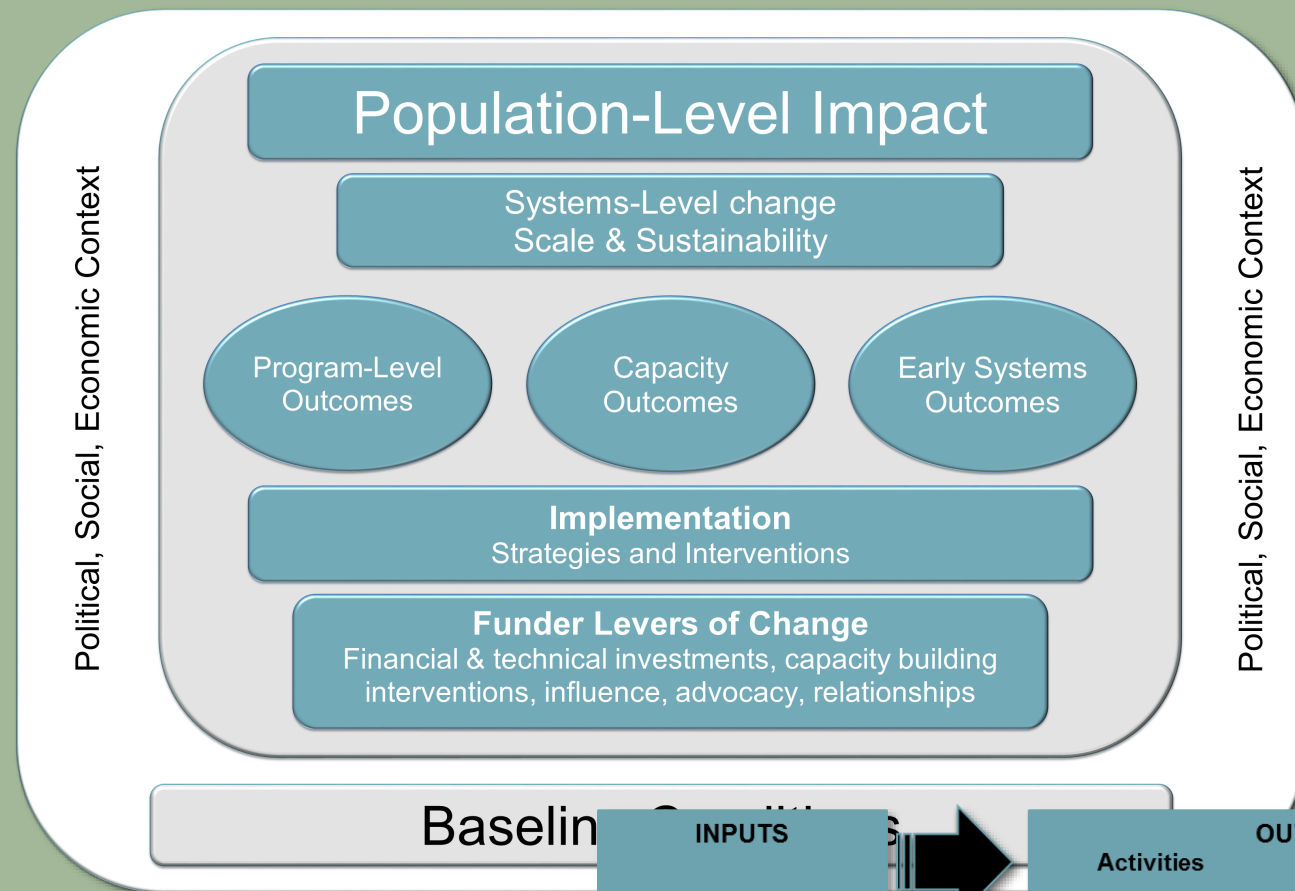 Population-Level Impact
Systems-Level change
Scale & Sustainability
Political, Social, Economic Context
Political, Social, Economic Context
Program-Level
Outcomes
Capacity
Outcomes
Early Systems
Outcomes
Implementation
Strategies and Interventions
Funder Levers of Change
Financial & technical investments, capacity building
interventions, influence, advocacy, relationships
INPUTS
Activities